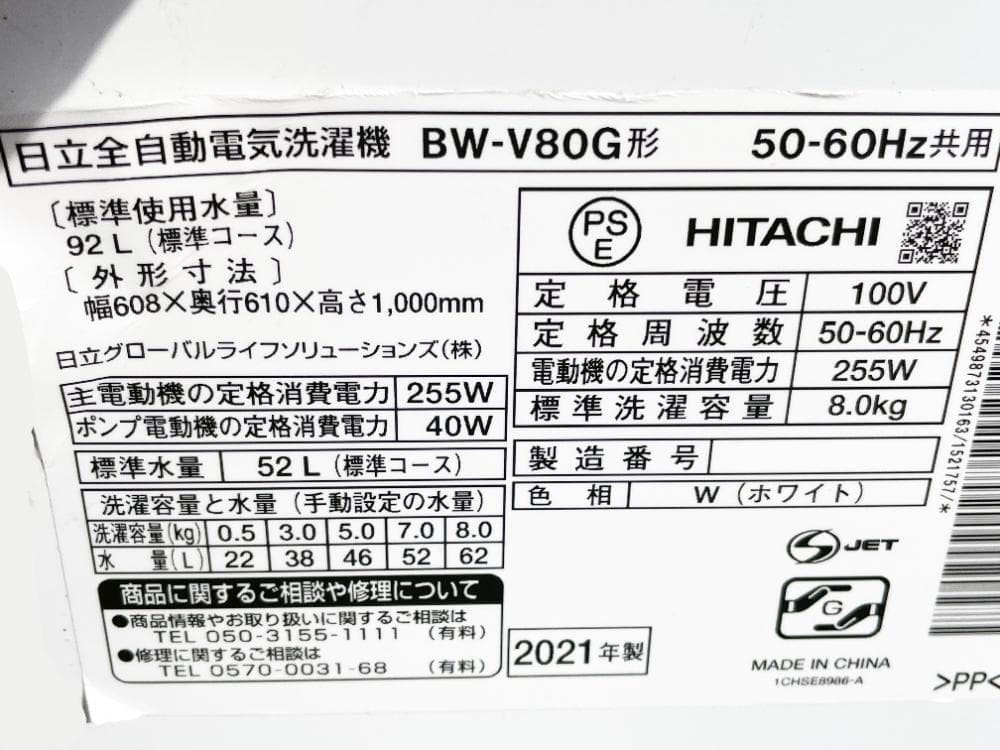 日立全自動電気洗濯機 BW-V80G形 50-60Hz共用
〔標準使用水量〕
92 L (標準コース)
〔外形寸法〕
幅608×奥行610×高さ1,000mm
日立グローバルライフソリューションズ(株)
主電動機の定格消費電力 255W
ポンプ電動機の定格消費電力 40W
標準水量 52 L (標準コース)
洗濯容量と水量 (手動設定の水量)
洗濯容量(kg) 0.5 3.0 5.0 7.0 8.0
水量(L) 22 38 46 52 62
商品に関するご相談や修理について
●商品情報やお取り扱いに関するご相談は
TEL 050-3155-1111 (有料)
●修理に関するご相談は
TEL 0570-0031-68 (有料)
2021年製
PS
E
HITACHI
定格電圧 100V
定格周波数 50-60Hz
電動機の定格消費電力 255W
標準洗濯容量 8.0kg
製造番号
色相 W (ホワイト)
S JET
G
MADE IN CHINA
1CHSE8986-A
>PP<
*4549873130163/1521757/*